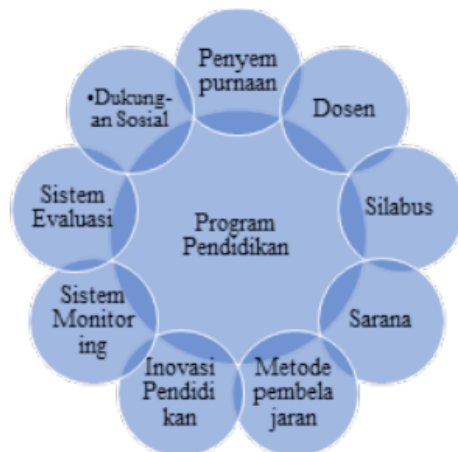 Penyem
purnaan
Dosen
Silabus
Sarana
Metode
pembela
jaran
Inovasi
Pendidi
kan
Sistem
Monitor
ing
Sistem
Evaluasi
•Dukung-
an Sosial
Program
Pendidikan